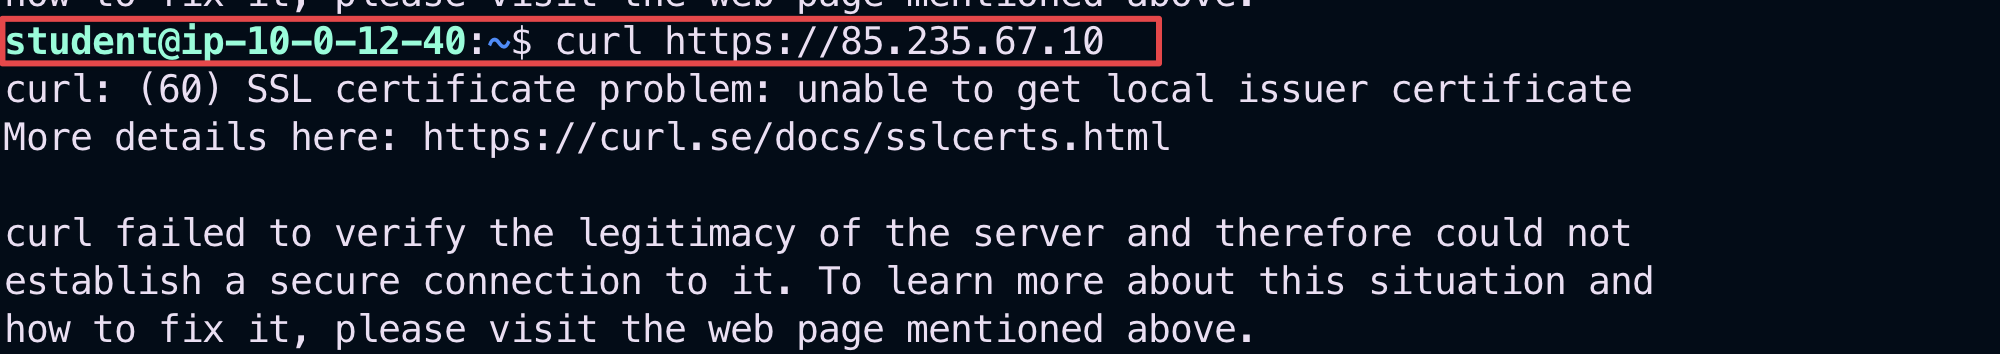 how to fix it, please visit the web page mentioned above.
student@ip-10-0-12-40:~$ curl https://85.235.67.10
curl: (60) SSL certificate problem: unable to get local issuer certificate
More details here: https://curl.se/docs/sslcerts.html
curl failed to verify the legitimacy of the server and therefore could not
establish a secure connection to it. To learn more about this situation and
how to fix it, please visit the web page mentioned above.